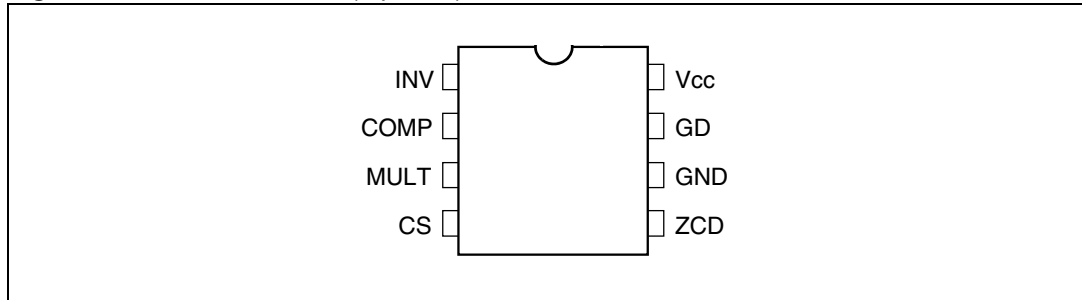 INV
Vcc
COMP
GD
MULT
GND
CS
ZCD